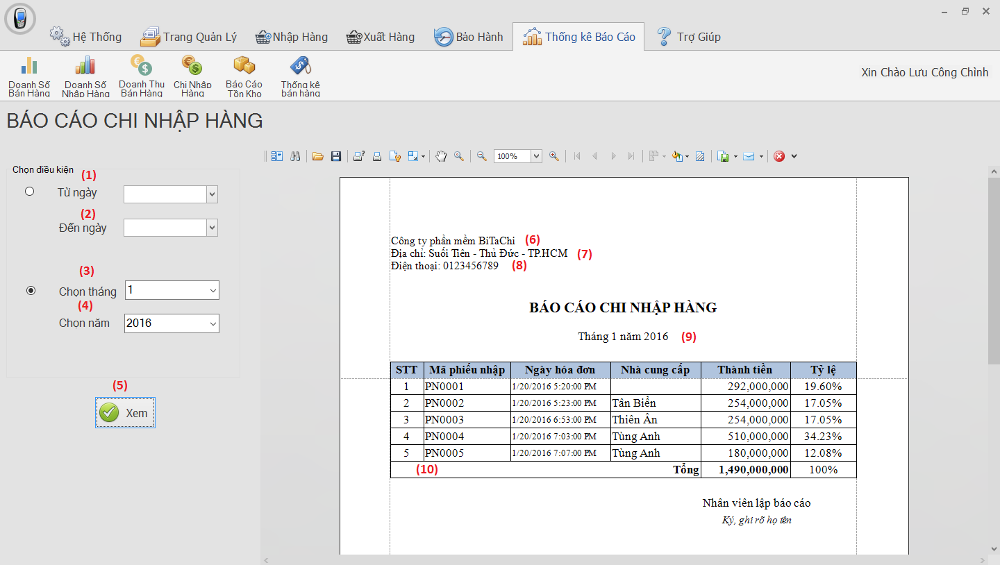 Hệ Thống Trang Quản Lý Nhập Hàng Xuất Hàng Bảo Hành Thống kê Báo Cáo Trợ Giúp
Doanh Số Bán Hàng
Doanh Số Nhập Hàng
Doanh Thu Bán Hàng
Chi Nhập Hàng
Báo Cáo Tồn Kho
Thống kê bán hàng
Xin Chào Lưu Công Chình
BÁO CÁO CHI NHẬP HÀNG
Chọn điều kiện
(1)
Từ ngày
(2)
Đến ngày
(3)
Chọn tháng 1
(4)
Chọn năm 2016
(5)
Xem
100%
Công ty phần mềm BiTaChi (6)
Địa chỉ: Suối Tiên - Thủ Đức - TP.HCM (7)
Điện thoại: 0123456789 (8)
BÁO CÁO CHI NHẬP HÀNG
Tháng 1 năm 2016 (9)
STT Mã phiếu nhập Ngày hóa đơn Nhà cung cấp Thành tiền Tỷ lệ
1 PN0001 1/20/2016 5:20:00 PM 292,000,000 19.60%
2 PN0002 1/20/2016 5:23:00 PM Tân Biển 254,000,000 17.05%
3 PN0003 1/20/2016 6:53:00 PM Thiên Ân 254,000,000 17.05%
4 PN0004 1/20/2016 7:03:00 PM Tùng Anh 510,000,000 34.23%
5 PN0005 1/20/2016 7:07:00 PM Tùng Anh 180,000,000 12.08%
(10) Tổng 1,490,000,000 100%
Nhân viên lập báo cáo
Ký, ghi rõ họ tên